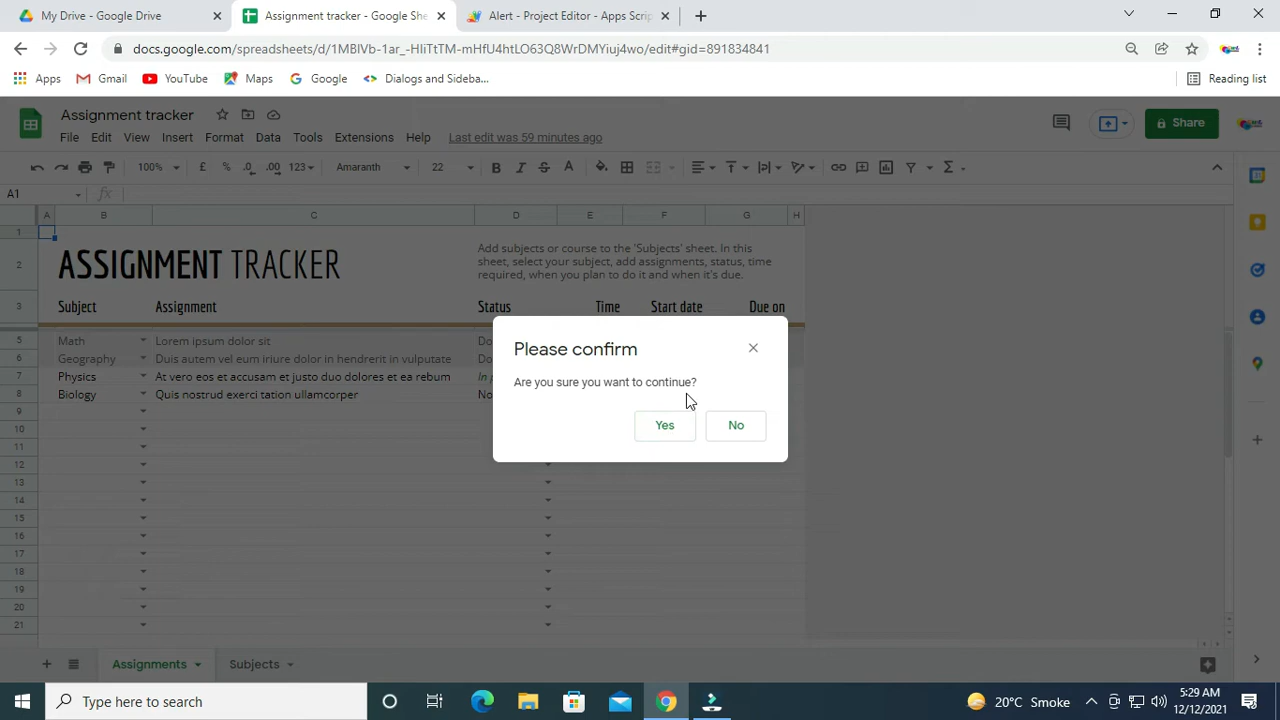 My Drive - Google Drive
Assignment tracker - Google She
Alert - Project Editor - Apps Scrip
docs.google.com/spreadsheets/d/1MBIVb-1ar_-HIiTtTM-mHfU4htLO63Q8WrDMYiuj4wo/edit#gid=891834841
Apps
Gmail
YouTube
Maps
Google
Dialogs and Sideba...
Reading list
Assignment tracker
File
Edit
View
Insert
Format
Data
Tools
Extensions
Help
Last edit was 59 minutes ago
Share
100%
£
%
.0
.00
123
Amaranth
22
B
I
S
A
A1
fx
A
B
C
D
E
F
G
H
1
2
ASSIGNMENT TRACKER
Add subjects or course to the 'Subjects' sheet. In this
sheet, select your subject, add assignments, status, time
required, when you plan to do it and when it's due.
3
Subject
Assignment
Status
Time
Start date
Due on
5
Math
Lorem ipsum dolor sit
Do
6
Geography
Duis autem vel eum iriure dolor in hendrerit in vulputate
Do
7
Physics
At vero eos et accusam et justo duo dolores et ea rebum
In p
8
Biology
Quis nostrud exerci tation ullamcorper
No
9
10
11
12
13
14
15
16
17
18
19
20
21
Please confirm
Are you sure you want to continue?
Yes
No
Assignments
Subjects
Type here to search
20°C Smoke
5:29 AM
12/12/2021